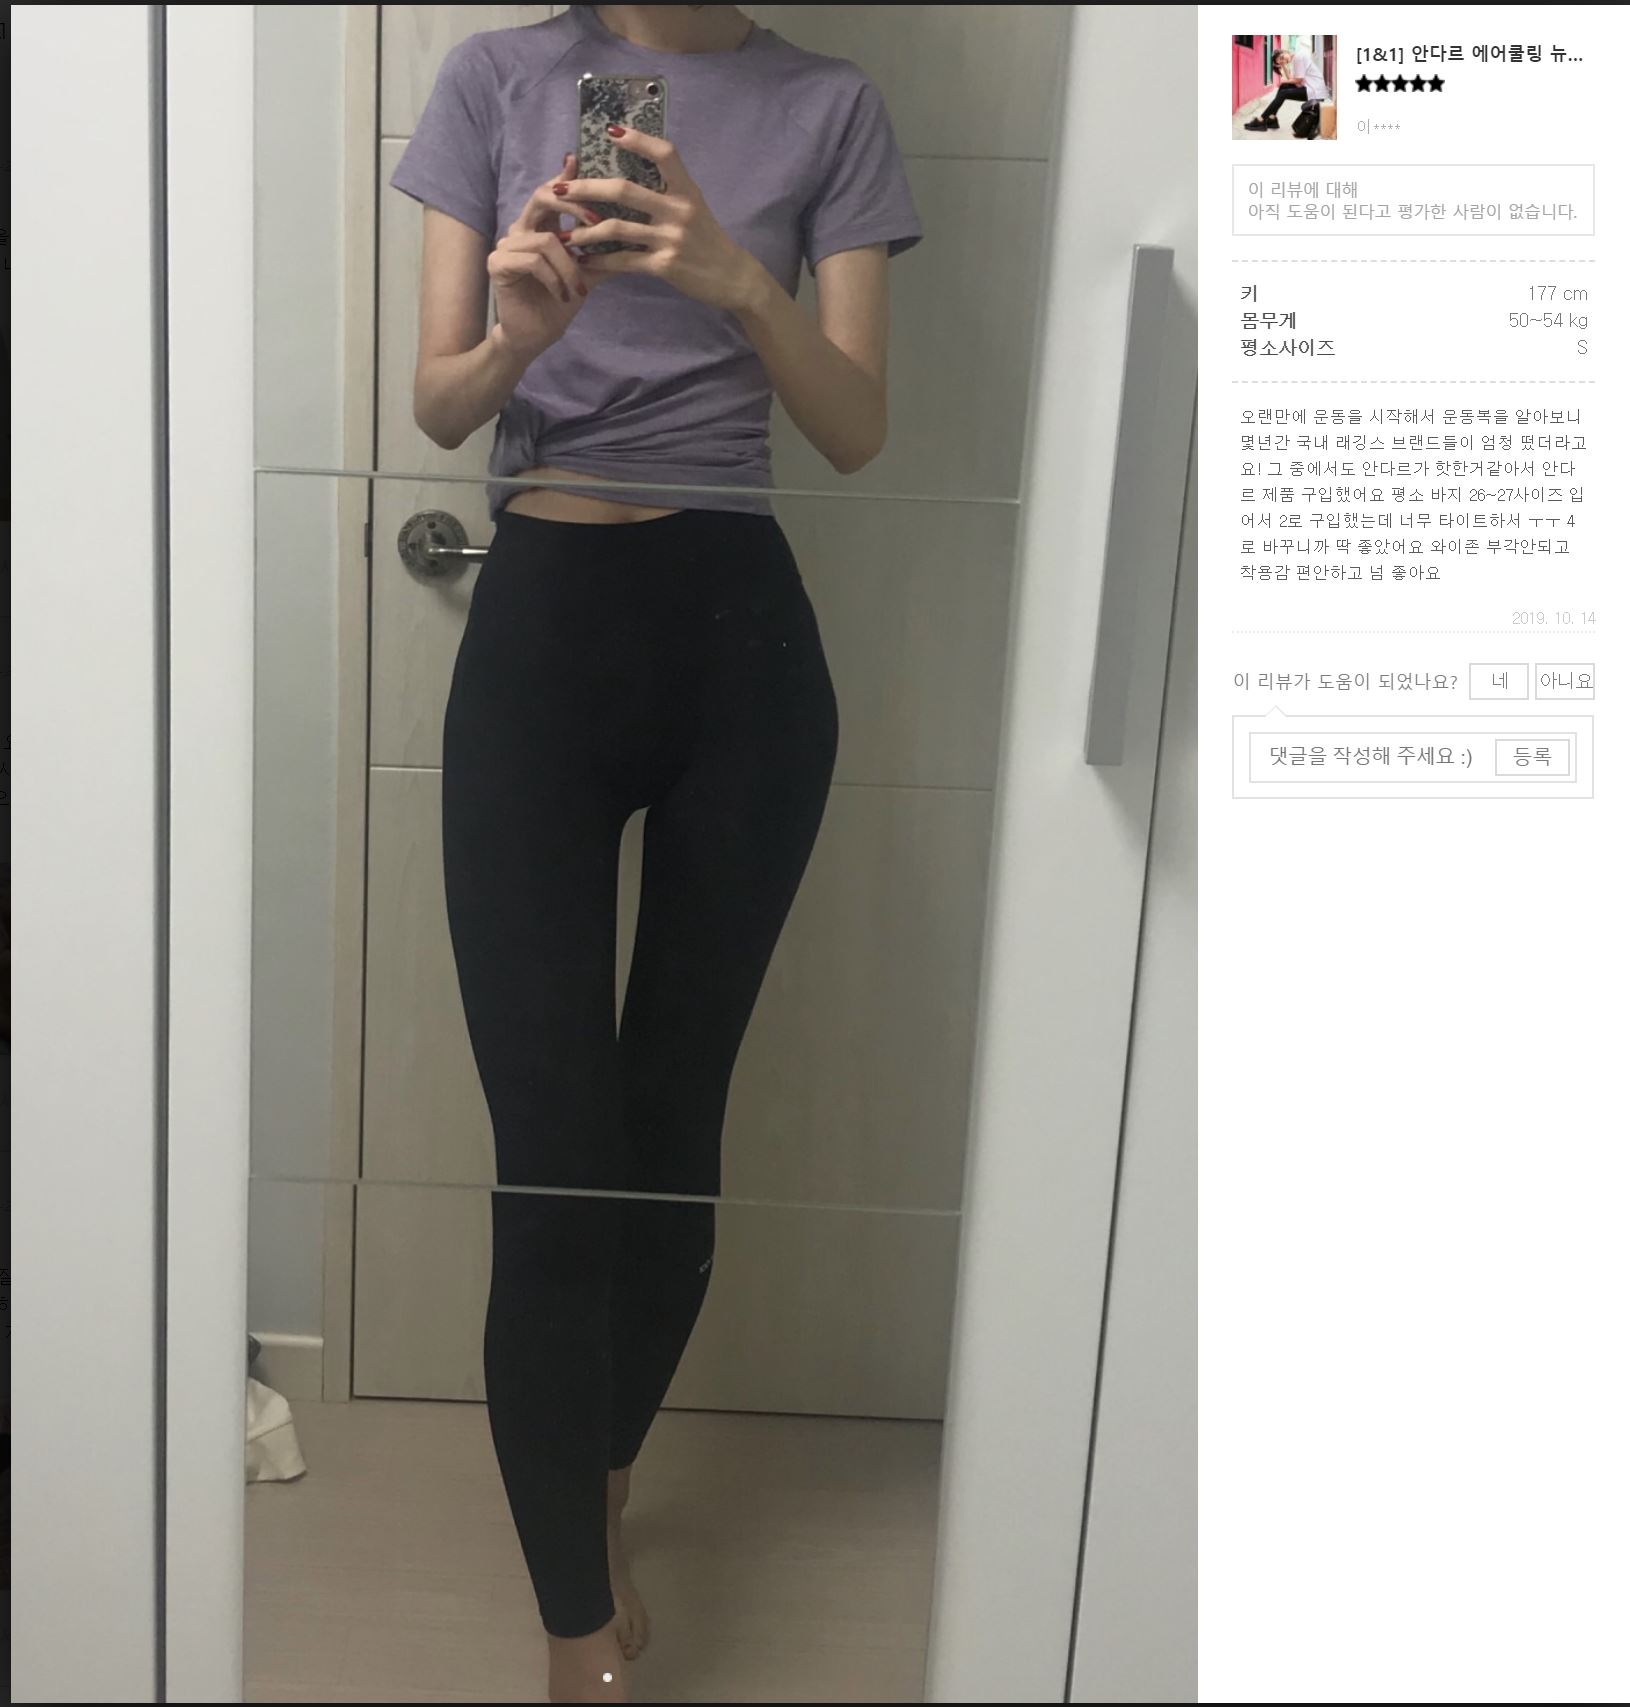 [1&1] 안다르 에어쿨링 뉴...
★★★★★
이****
이 리뷰에 대해
아직 도움이 된다고 평가한 사람이 없습니다.
키 177 cm
몸무게 50~54 kg
평소사이즈 S
오랜만에 운동을 시작해서 운동복을 알아보니
몇년간 국내 래깅스 브랜드들이 엄청 떴더라고
요! 그 중에서도 안다르가 핫한거같아서 안다
르 제품 구입했어요 평소 바지 26~27사이즈 입
어서 2로 구입했는데 너무 타이트하서 ㅜㅜ 4
로 바꾸니까 딱 좋았어요 와이존 부각안되고
착용감 편안하고 넘 좋아요
2019. 10. 14
이 리뷰가 도움이 되었나요? 네 아니요
댓글을 작성해 주세요 :) 등록